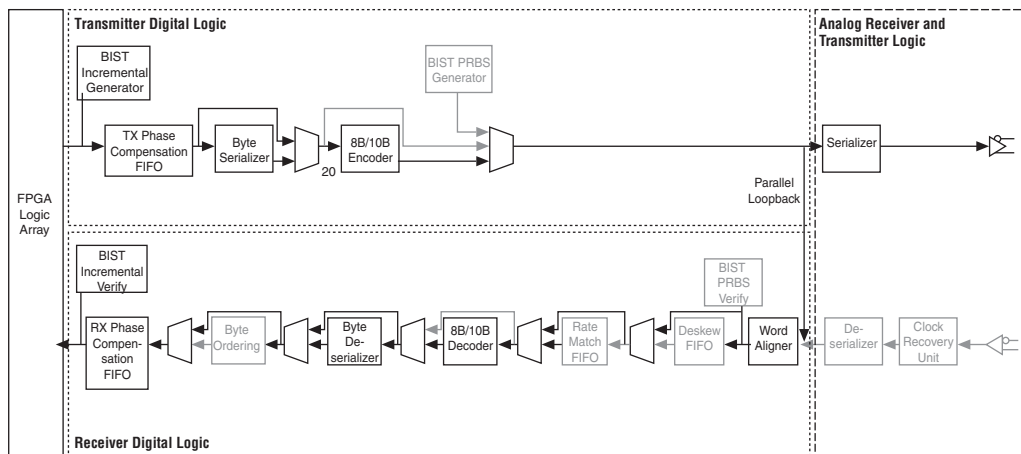 Transmitter Digital Logic
Analog Receiver and
Transmitter Logic
BIST
Incremental
Generator
BIST PRBS
Generator
TX Phase
Compensation
FIFO
Byte
Serializer
20
8B/10B
Encoder
Serializer
Parallel
Loopback
FPGA
Logic
Array
BIST
Incremental
Verify
RX Phase
Compen-
sation
FIFO
Byte
Ordering
Byte
De-
serializer
8B/10B
Decoder
Rate
Match
FIFO
Deskew
FIFO
BIST
PRBS
Verify
Word
Aligner
De-
serializer
Clock
Recovery
Unit
Receiver Digital Logic